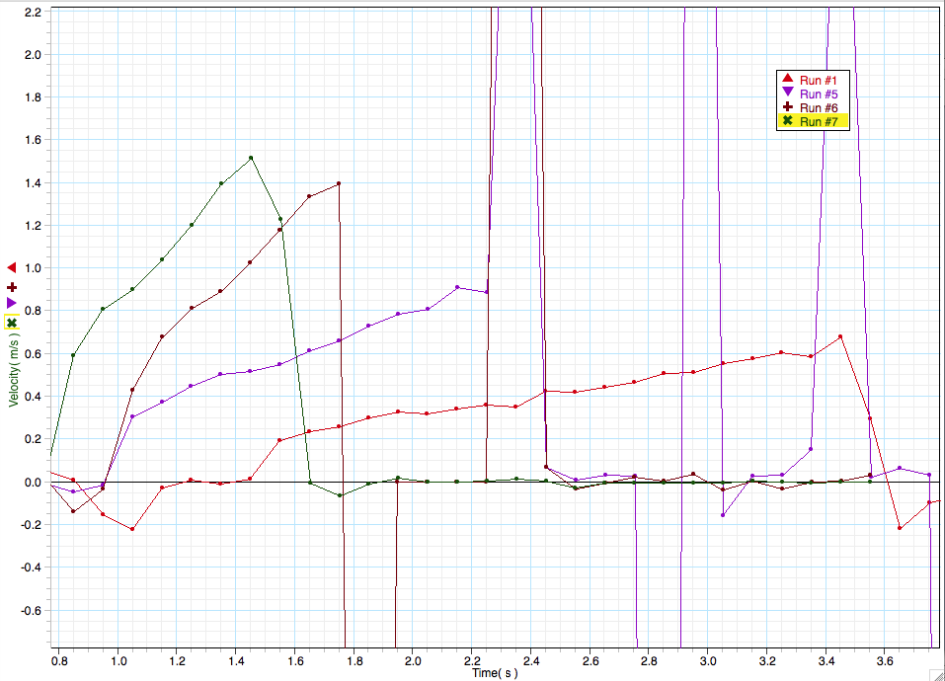 2.2
2.0
1.8
1.6
1.4
1.2
1.0
0.8
0.6
0.4
0.2
0.0
-0.2
-0.4
-0.6
Velocity( m/s )
Run #1
Run #5
Run #6
Run #7
0.8 1.0 1.2 1.4 1.6 1.8 2.0 2.2 2.4 2.6 2.8 3.0 3.2 3.4 3.6
Time( s )